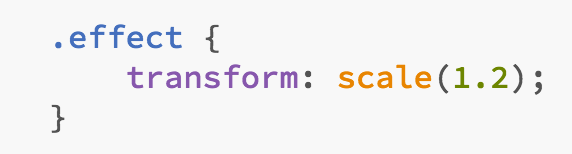 .effect {
    transform: scale(1.2);
}